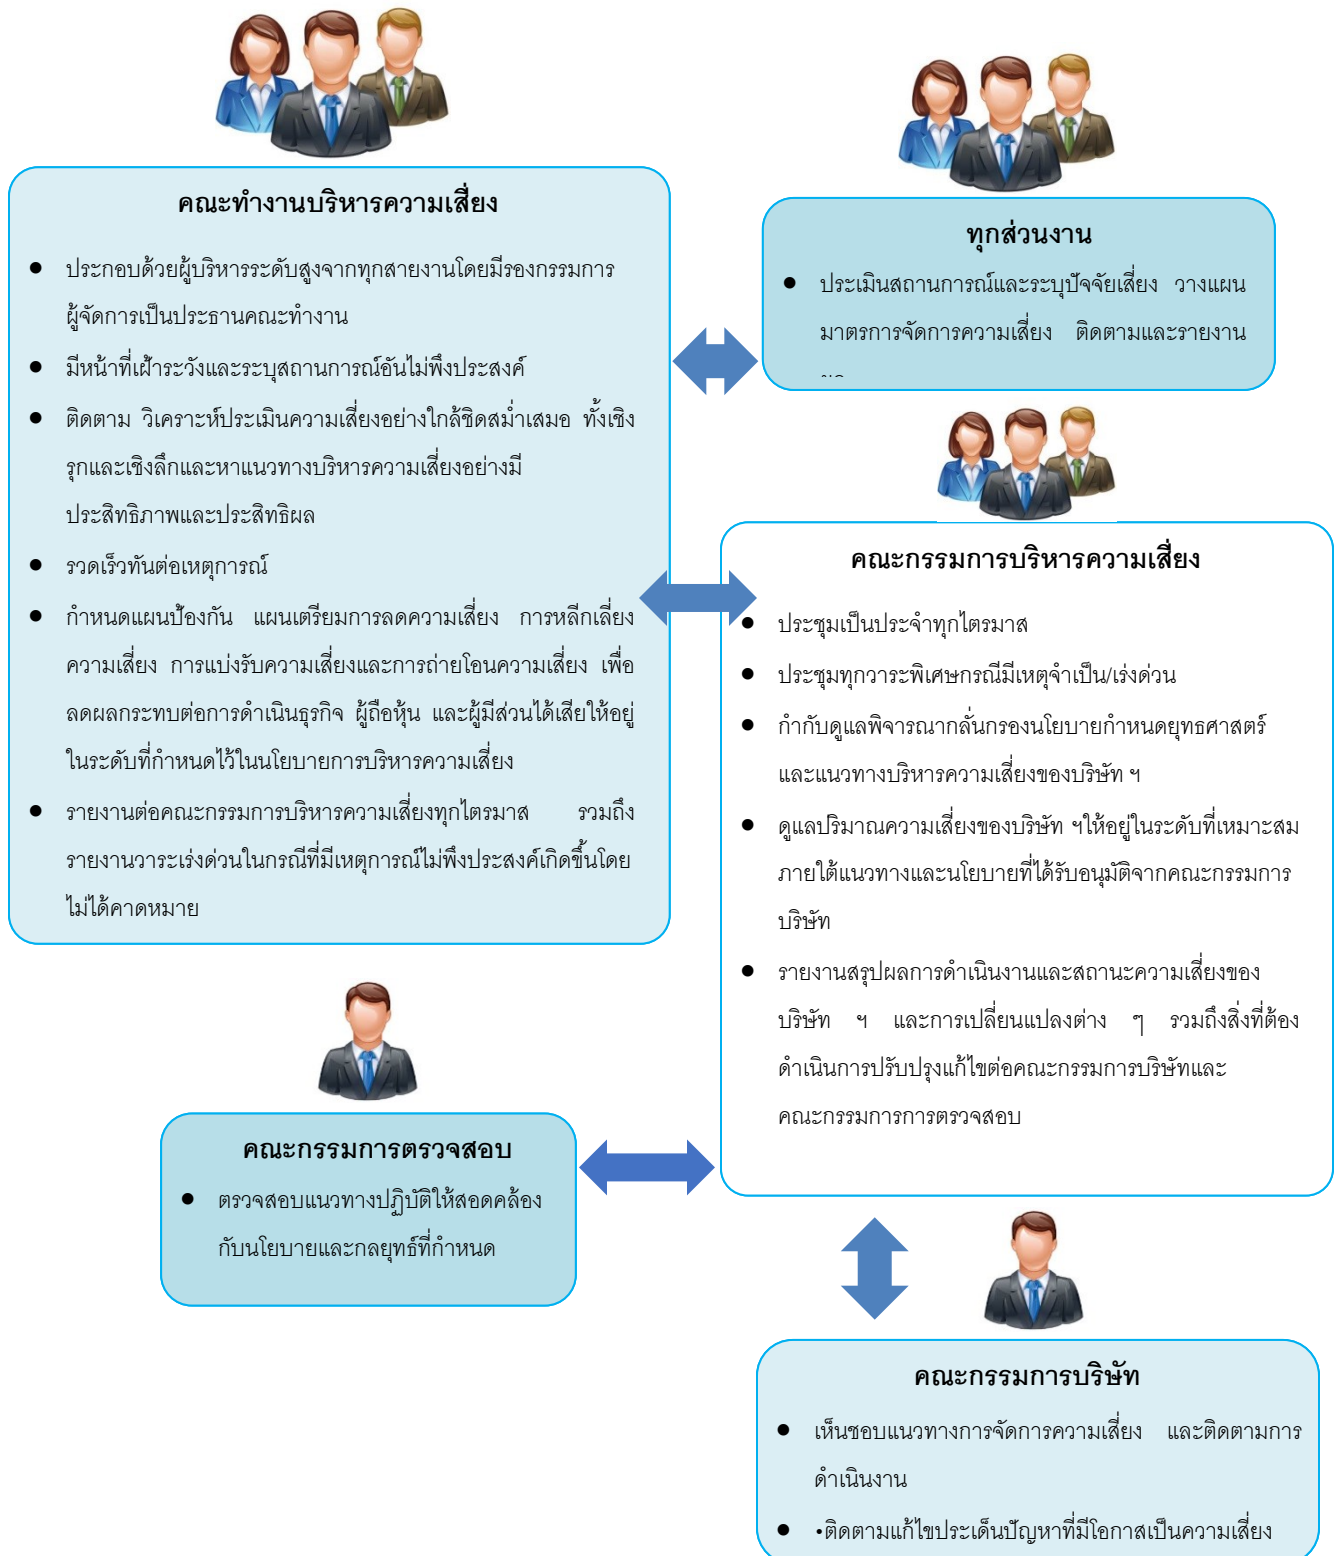 คณะทำงานบริหารความเสี่ยง
● ประกอบด้วยผู้บริหารระดับสูงจากทุกสายงานโดยมีรองกรรมการ
ผู้จัดการเป็นประธานคณะทำงาน
● มีหน้าที่เฝ้าระวังและระบุสถานการณ์อันไม่พึงประสงค์
● ติดตาม วิเคราะห์ประเมินความเสี่ยงอย่างใกล้ชิดสม่ำเสมอ ทั้งเชิง
รุกและเชิงลึกและหาแนวทางบริหารความเสี่ยงอย่างมี
ประสิทธิภาพและประสิทธิผล
● รวดเร็วทันต่อเหตุการณ์
● กำหนดแผนป้องกัน แผนเตรียมการลดความเสี่ยง การหลีกเลี่ยง
ความเสี่ยง การแบ่งรับความเสี่ยงและการถ่ายโอนความเสี่ยง เพื่อ
ลดผลกระทบต่อการดำเนินธุรกิจ ผู้ถือหุ้น และผู้มีส่วนได้เสียให้อยู่
ในระดับที่กำหนดไว้ในนโยบายการบริหารความเสี่ยง
● รายงานต่อคณะกรรมการบริหารความเสี่ยงทุกไตรมาส รวมถึง
รายงานวาระเร่งด่วนในกรณีที่มีเหตุการณ์ไม่พึงประสงค์เกิดขึ้นโดย
ไม่ได้คาดหมาย
ทุกส่วนงาน
● ประเมินสถานการณ์และระบุปัจจัยเสี่ยง วางแผน
มาตรการจัดการความเสี่ยง ติดตามและรายงาน
คณะกรรมการบริหารความเสี่ยง
● ประชุมเป็นประจำทุกไตรมาส
● ประชุมทุกวาระพิเศษกรณีมีเหตุจำเป็น/เร่งด่วน
● กำกับดูแลพิจารณากลั่นกรองนโยบายกำหนดยุทธศาสตร์
และแนวทางบริหารความเสี่ยงของบริษัท ฯ
● ดูแลปริมาณความเสี่ยงของบริษัท ฯให้อยู่ในระดับที่เหมาะสม
ภายใต้แนวทางและนโยบายที่ได้รับอนุมัติจากคณะกรรมการ
บริษัท
● รายงานสรุปผลการดำเนินงานและสถานะความเสี่ยงของ
บริษัท ฯ และการเปลี่ยนแปลงต่าง ๆ รวมถึงสิ่งที่ต้อง
ดำเนินการปรับปรุงแก้ไขต่อคณะกรรมการบริษัทและ
คณะกรรมการการตรวจสอบ
คณะกรรมการตรวจสอบ
● ตรวจสอบแนวทางปฏิบัติให้สอดคล้อง
กับนโยบายและกลยุทธ์ที่กำหนด
คณะกรรมการบริษัท
● เห็นชอบแนวทางการจัดการความเสี่ยง และติดตามการ
ดำเนินงาน
● •ติดตามแก้ไขประเด็นปัญหาที่มีโอกาสเป็นความเสี่ยง